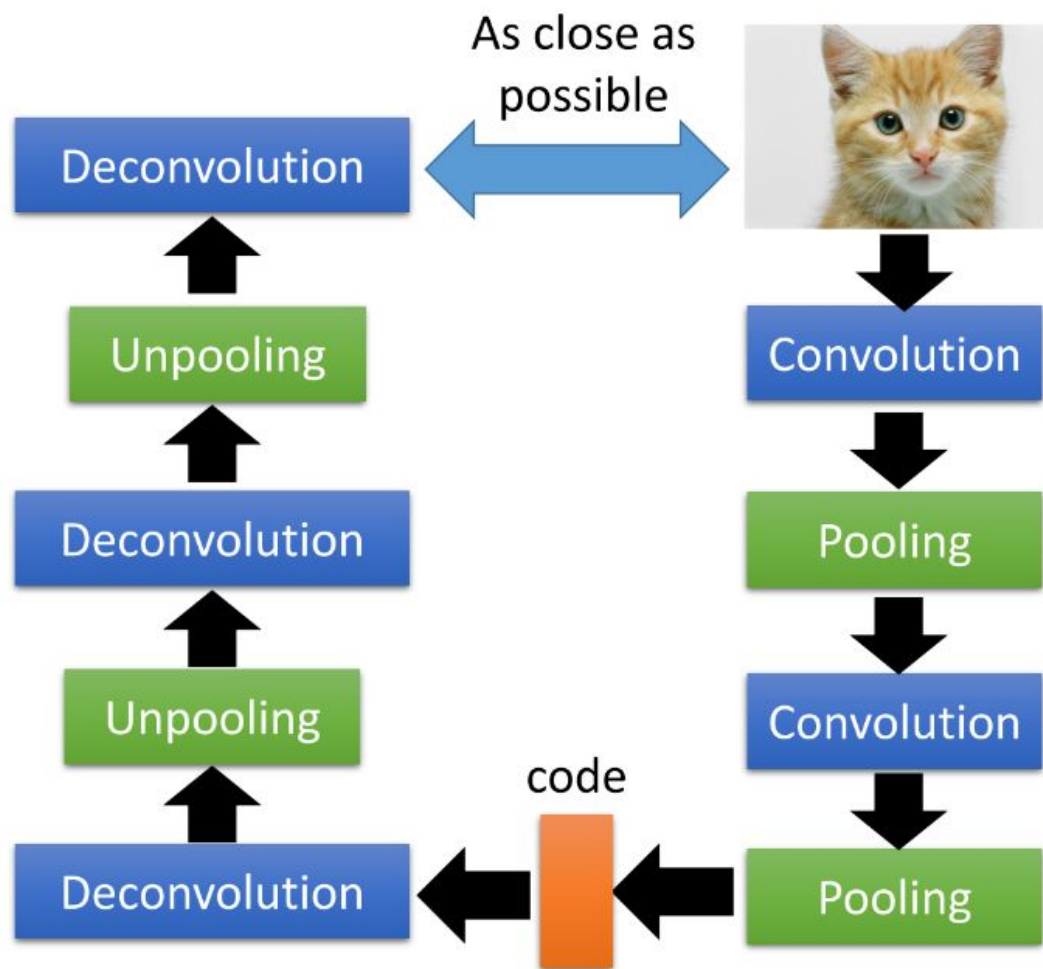 As close as
possible
Deconvolution
Unpooling
Convolution
Deconvolution
Pooling
Unpooling
Convolution
code
Deconvolution
Pooling